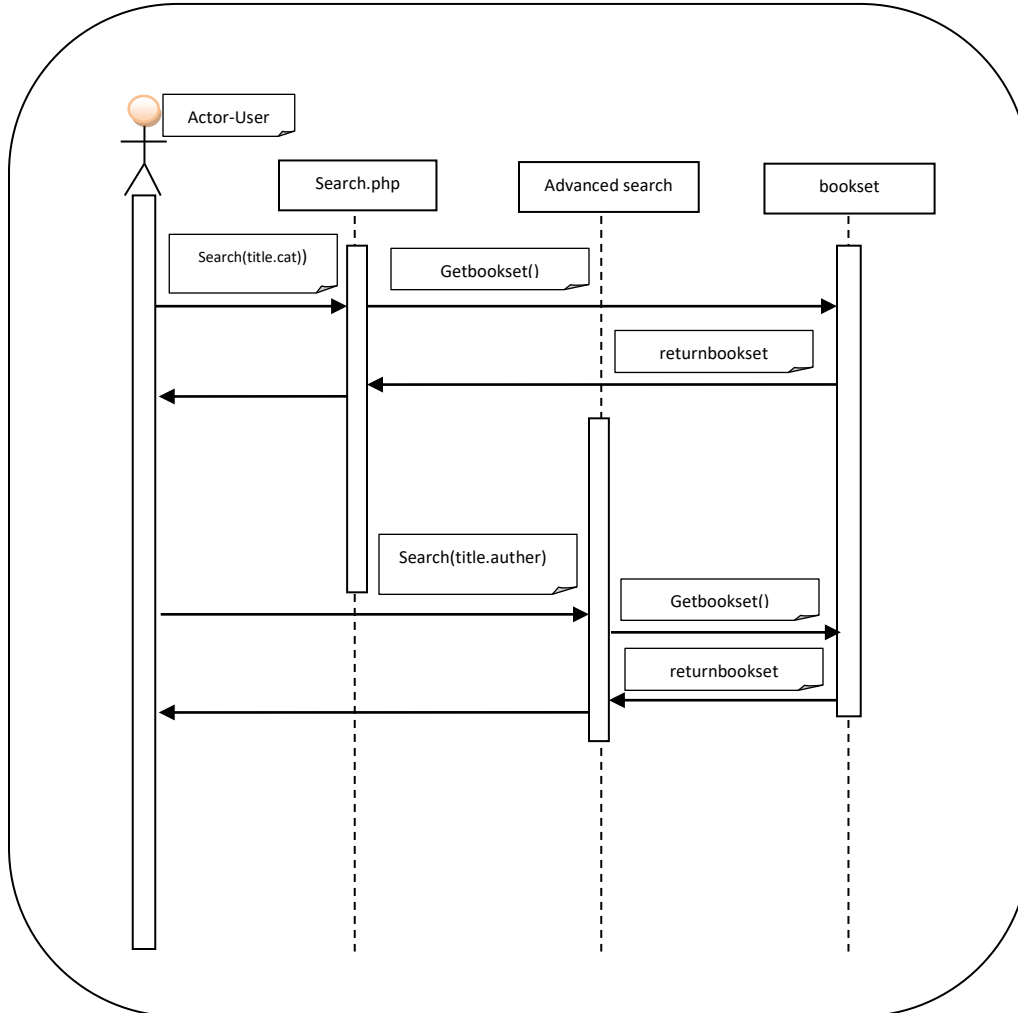 Actor-User
Search.php
Advanced search
bookset
Search(title.cat))
Getbookset()
returnbookset
Search(title.auther)
Getbookset()
returnbookset